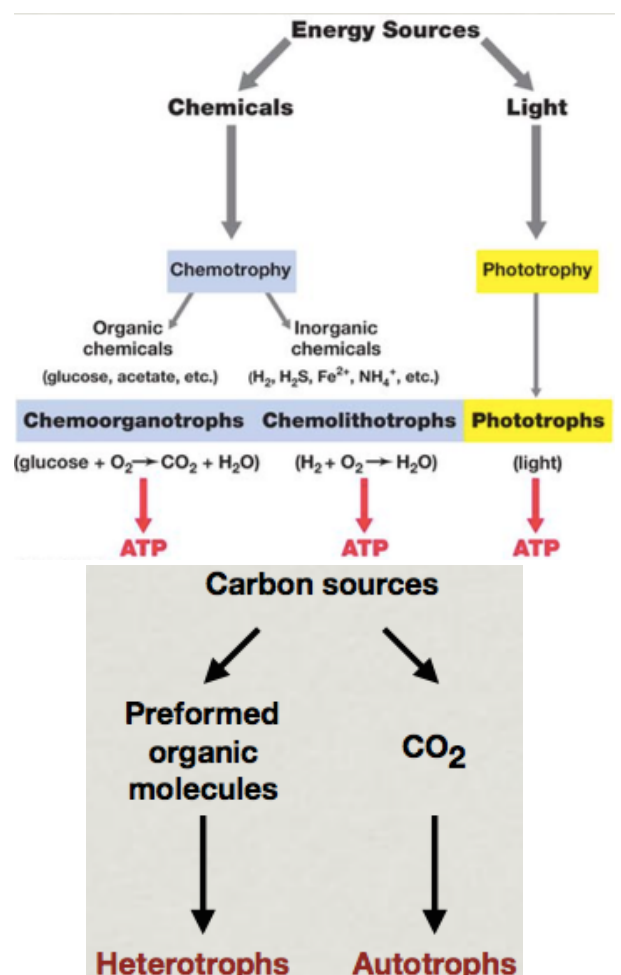 Energy Sources
Chemicals Light
Chemotrophy Phototrophy
Organic chemicals
Inorganic chemicals
(glucose, acetate, etc.) (H₂, H₂S, Fe²⁺, NH₄⁺, etc.)
Chemoorganotrophs Chemolithotrophs Phototrophs
(glucose + O₂→CO₂ + H₂O) (H₂ + O₂→H₂O) (light)
ATP ATP ATP
Carbon sources
Preformed
organic
molecules
CO₂
Heterotrophs Autotrophs